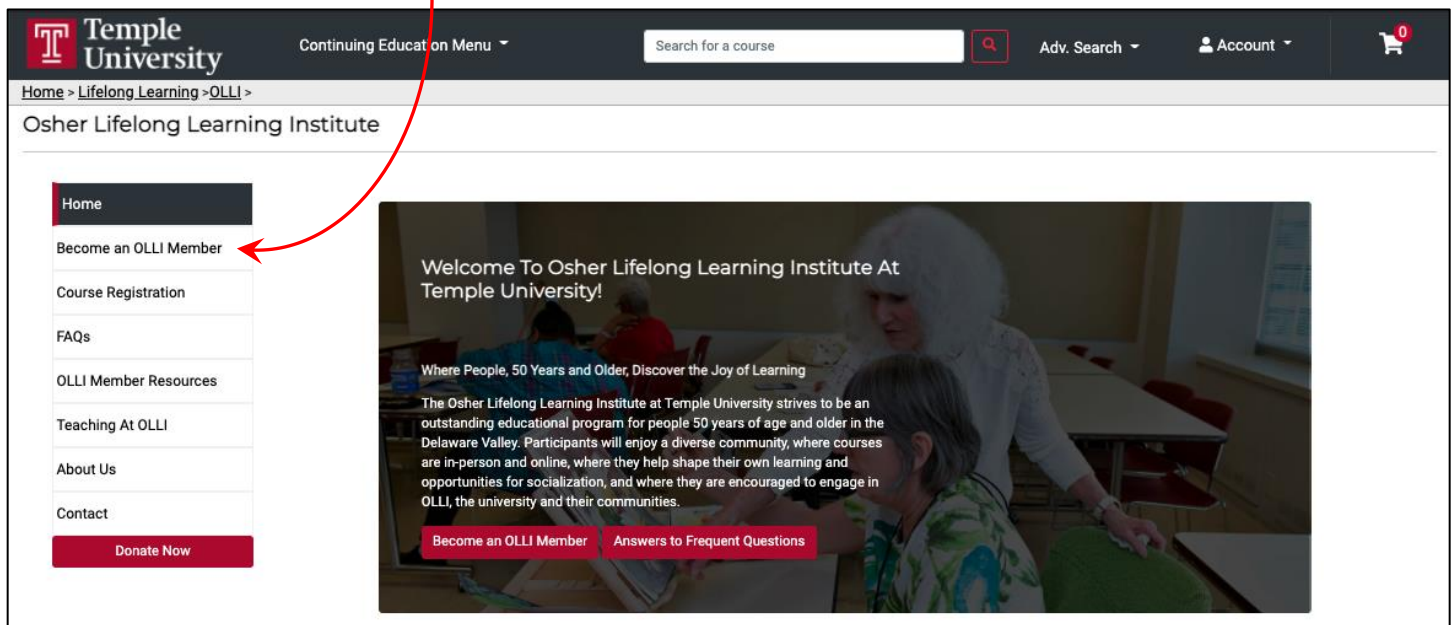 Temple
University
Continuing Education Menu
Search for a course
Adv. Search
Account
0
Home > Lifelong Learning >OLLI >
Osher Lifelong Learning Institute
Home
Become an OLLI Member
Course Registration
FAQs
OLLI Member Resources
Teaching At OLLI
About Us
Contact
Donate Now
Welcome To Osher Lifelong Learning Institute At
Temple University!
Where People, 50 Years and Older, Discover the Joy of Learning
The Osher Lifelong Learning Institute at Temple University strives to be an
outstanding educational program for people 50 years of age and older in the
Delaware Valley. Participants will enjoy a diverse community, where courses
are in-person and online, where they help shape their own learning and
opportunities for socialization, and where they are encouraged to engage in
OLLI, the university and their communities.
Become an OLLI Member
Answers to Frequent Questions